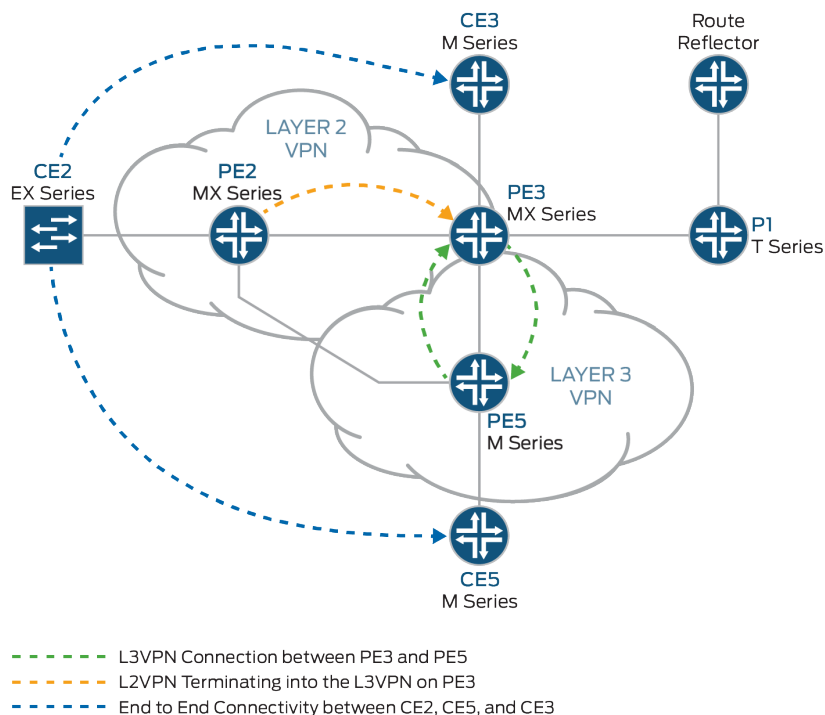 CE3
M Series
Route
Reflector
LAYER 2
VPN
CE2
EX Series
PE2
MX Series
PE3
MX Series
P1
T Series
LAYER 3
VPN
PE5
M Series
CE5
M Series
L3VPN Connection between PE3 and PE5
L2VPN Terminating into the L3VPN on PE3
End to End Connectivity between CE2, CE5, and CE3